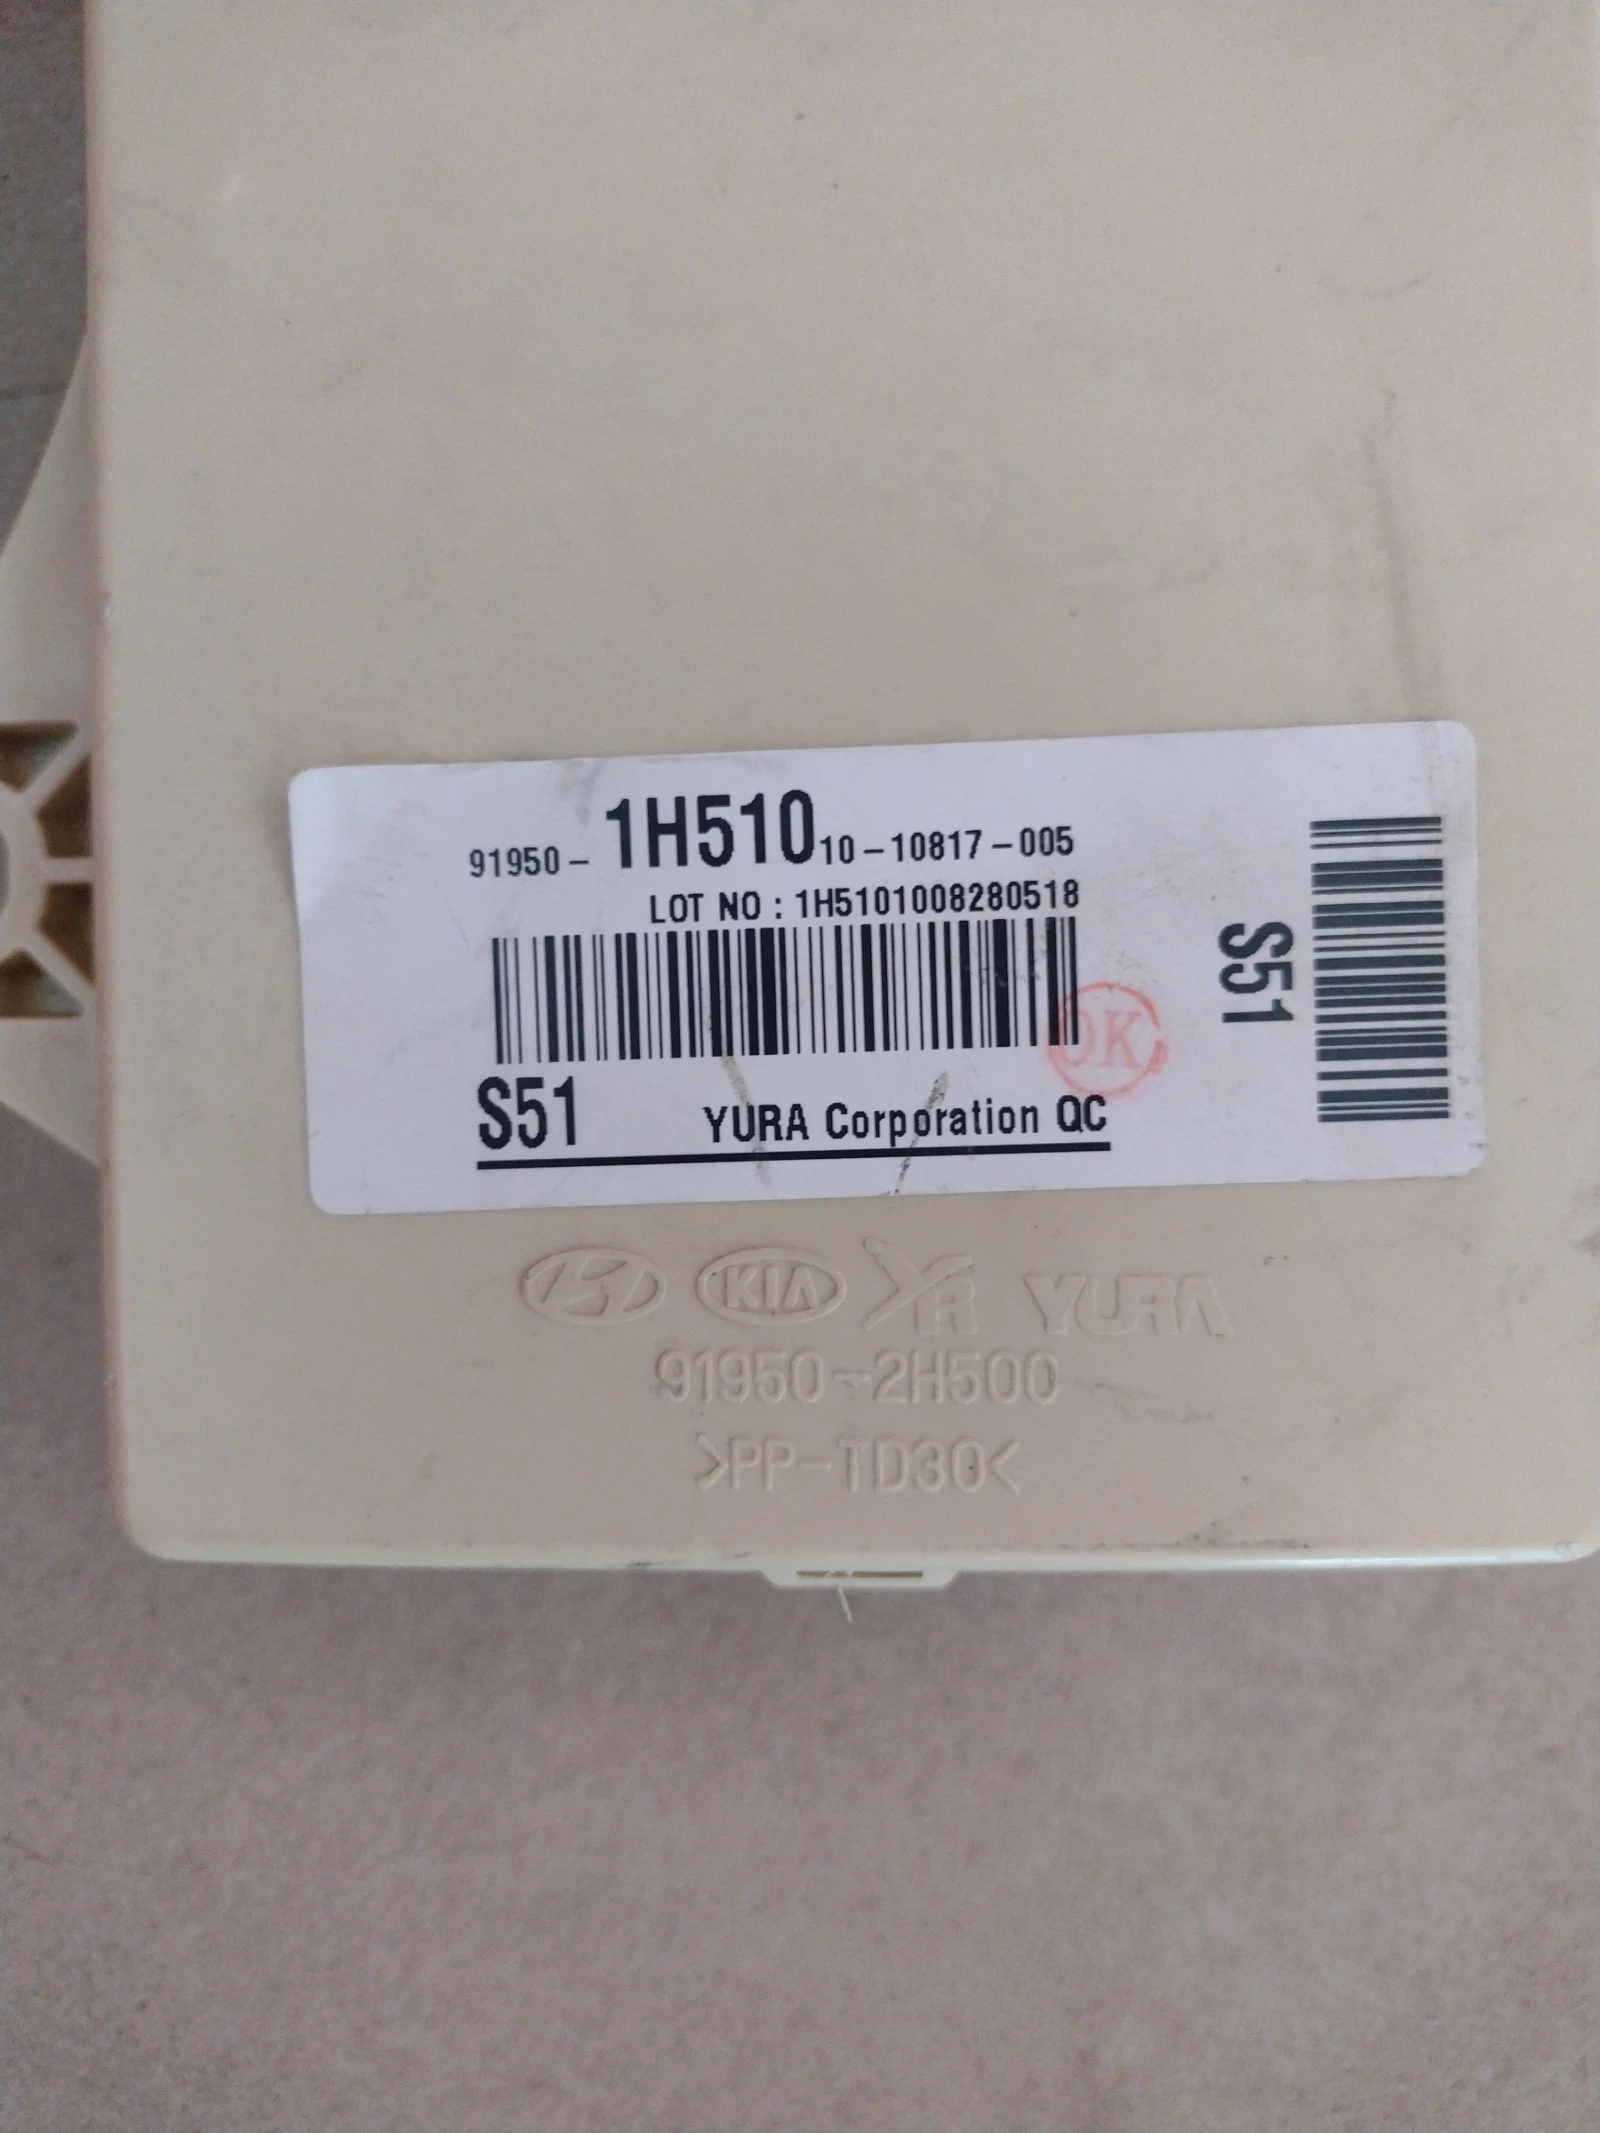 91950- 1H510 10-10817-005
LOT NO : 1H5101008280518
OK
S51
S51 YURA Corporation QC
KIA YR YURA
91950-2H500
>PP-TD30<